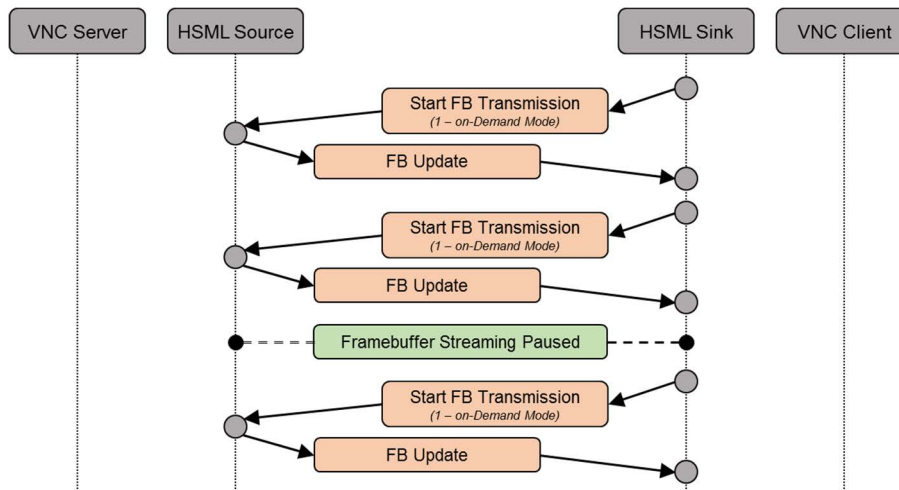 VNC Server
HSML Source
HSML Sink
VNC Client
Start FB Transmission
(1 – on-Demand Mode)
FB Update
Start FB Transmission
(1 – on-Demand Mode)
FB Update
Framebuffer Streaming Paused
Start FB Transmission
(1 – on-Demand Mode)
FB Update